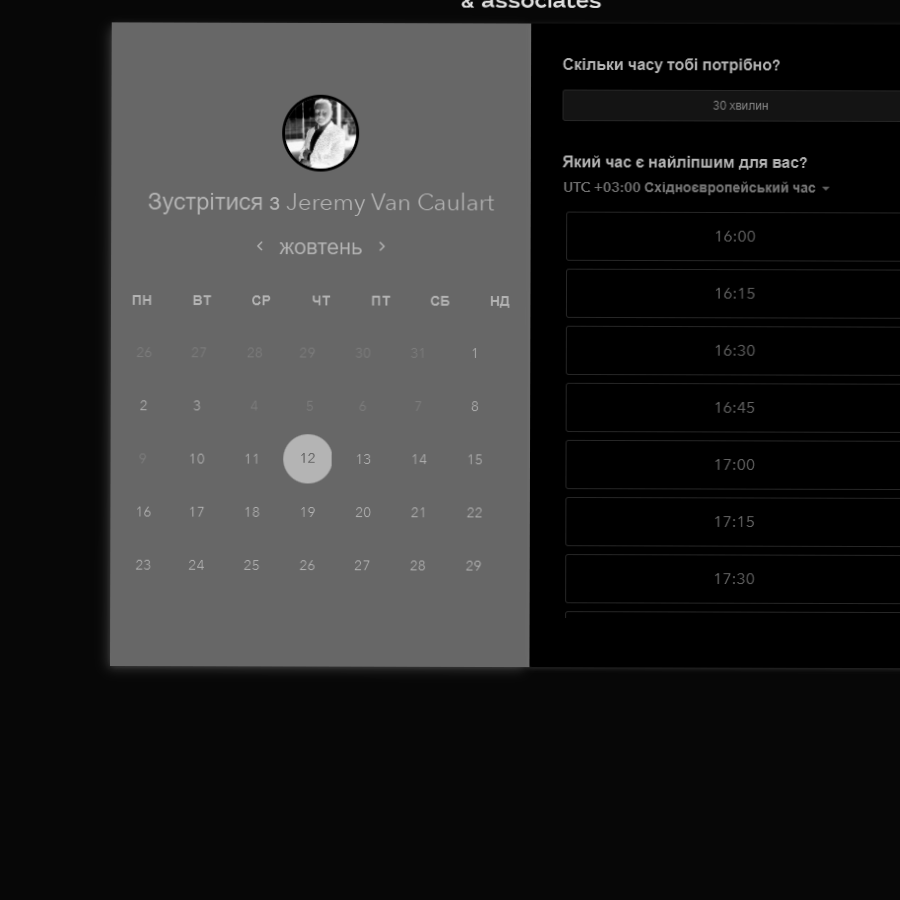 & associates
Зустрітися з Jeremy Van Caulart
жовтень
ПН ВТ СР ЧТ ПТ СБ НД
26 27 28 29 30 31 1
2 3 4 5 6 7 8
9 10 11 12 13 14 15
16 17 18 19 20 21 22
23 24 25 26 27 28 29
Скільки часу тобі потрібно?
30 хвилин
Який час є найліпшим для вас?
UTC +03:00 Східноєвропейський час
16:00
16:15
16:30
16:45
17:00
17:15
17:30